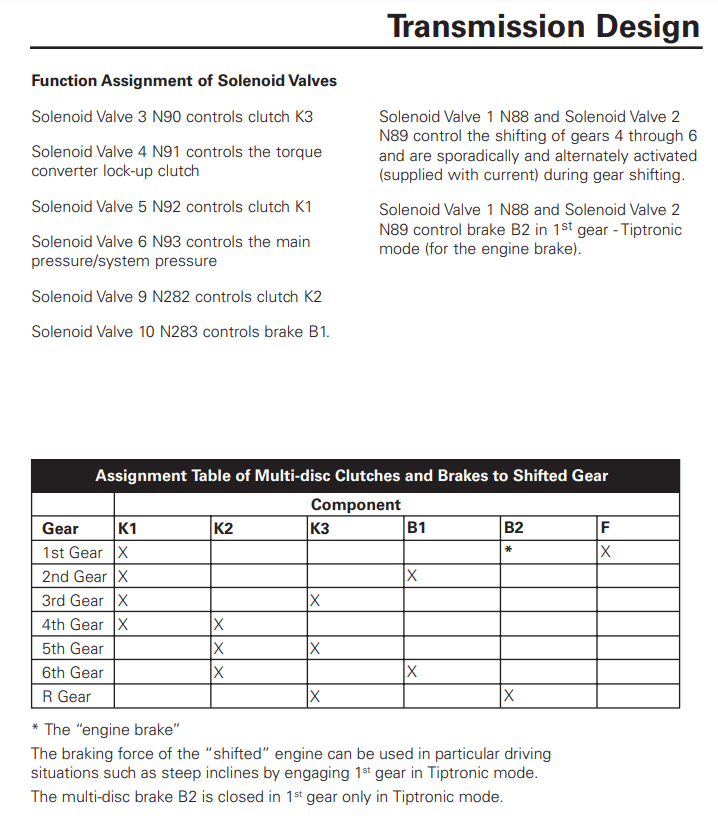 Transmission Design
Function Assignment of Solenoid Valves
Solenoid Valve 3 N90 controls clutch K3
Solenoid Valve 4 N91 controls the torque
converter lock-up clutch
Solenoid Valve 5 N92 controls clutch K1
Solenoid Valve 6 N93 controls the main
pressure/system pressure
Solenoid Valve 9 N282 controls clutch K2
Solenoid Valve 10 N283 controls brake B1.
Solenoid Valve 1 N88 and Solenoid Valve 2
N89 control the shifting of gears 4 through 6
and are sporadically and alternately activated
(supplied with current) during gear shifting.
Solenoid Valve 1 N88 and Solenoid Valve 2
N89 control brake B2 in 1st gear - Tiptronic
mode (for the engine brake).
Assignment Table of Multi-disc Clutches and Brakes to Shifted Gear
Component
Gear K1 K2 K3 B1 B2 F
1st Gear X * X
2nd Gear X X
3rd Gear X X
4th Gear X X
5th Gear X X
6th Gear X X
R Gear X X
* The “engine brake”
The braking force of the “shifted” engine can be used in particular driving
situations such as steep inclines by engaging 1st gear in Tiptronic mode.
The multi-disc brake B2 is closed in 1st gear only in Tiptronic mode.